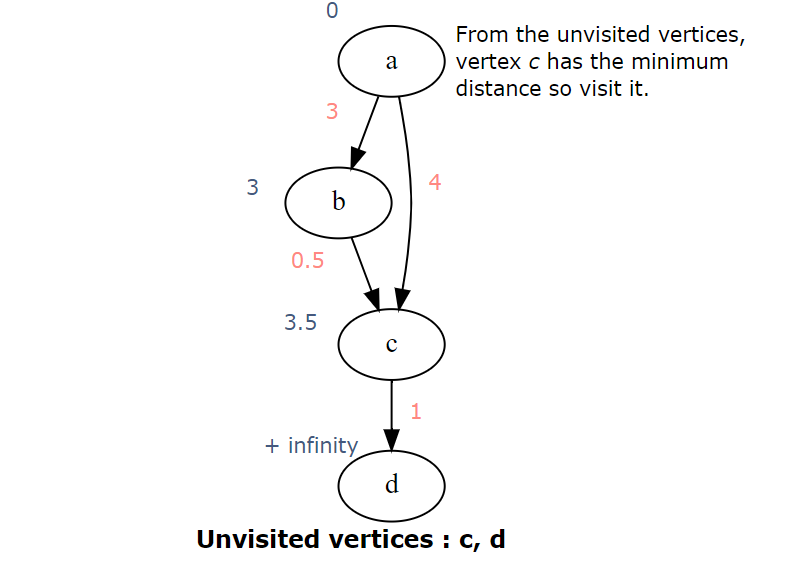 0
a
From the unvisited vertices,
vertex c has the minimum
distance so visit it.
3
4
3
b
0.5
3.5
c
1
+ infinity
d
Unvisited vertices : c, d